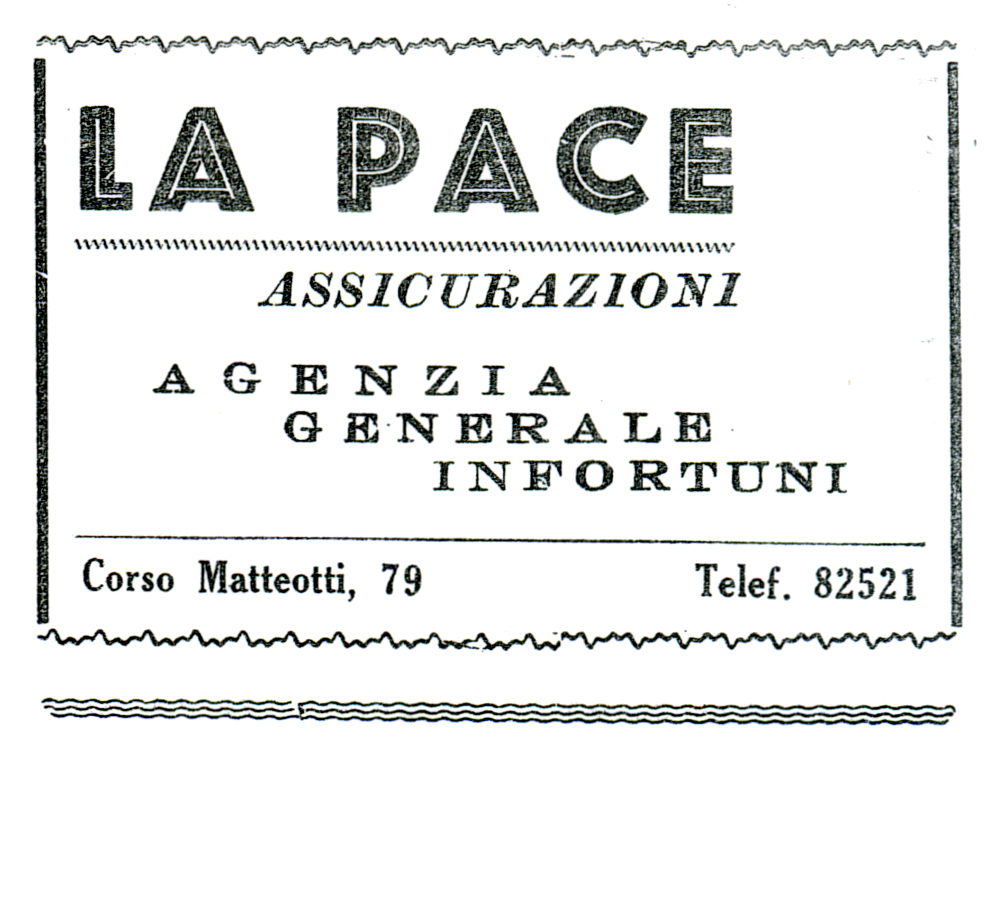 LA PACE
ASSICURAZIONI
AGENZIA
GENERALE
INFORTUNI
Corso Matteotti, 79 Telef. 82521